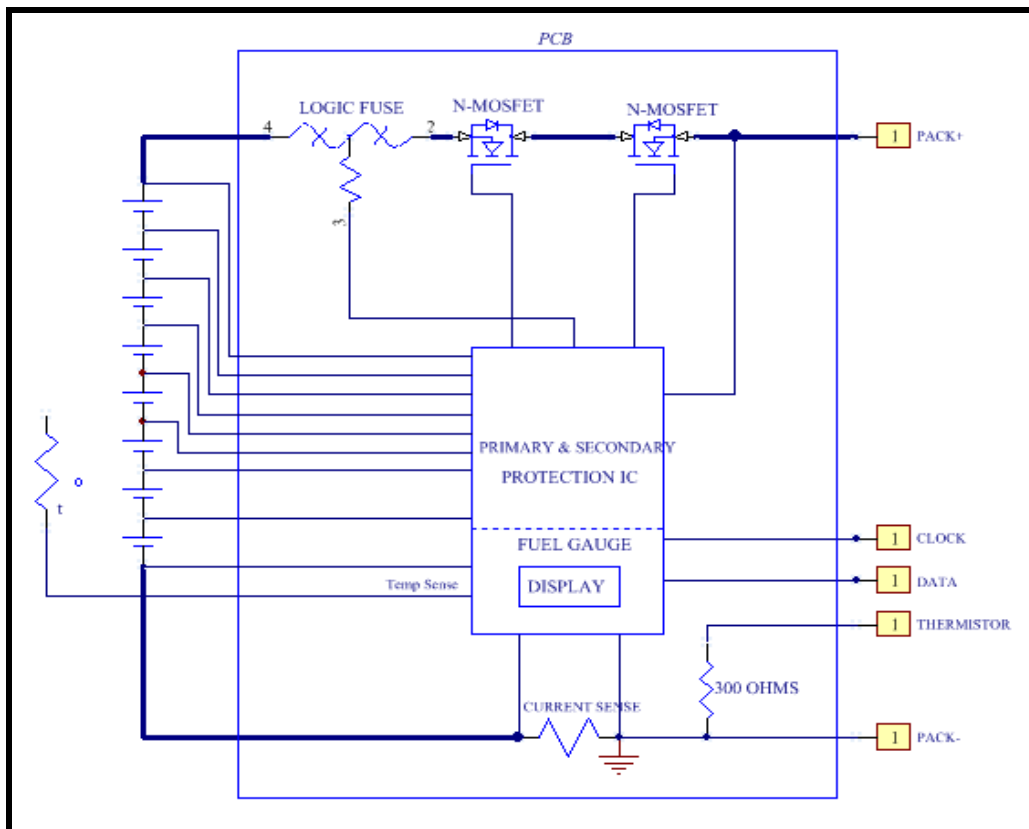 PCB
LOGIC FUSE
N-MOSFET
N-MOSFET
4
2
1
PACK+
3
PRIMARY & SECONDARY
PROTECTION IC
o
t
FUEL GAUGE
1
CLOCK
Temp Sense
DISPLAY
1
DATA
1
THERMISTOR
300 OHMS
CURRENT SENSE
1
PACK-